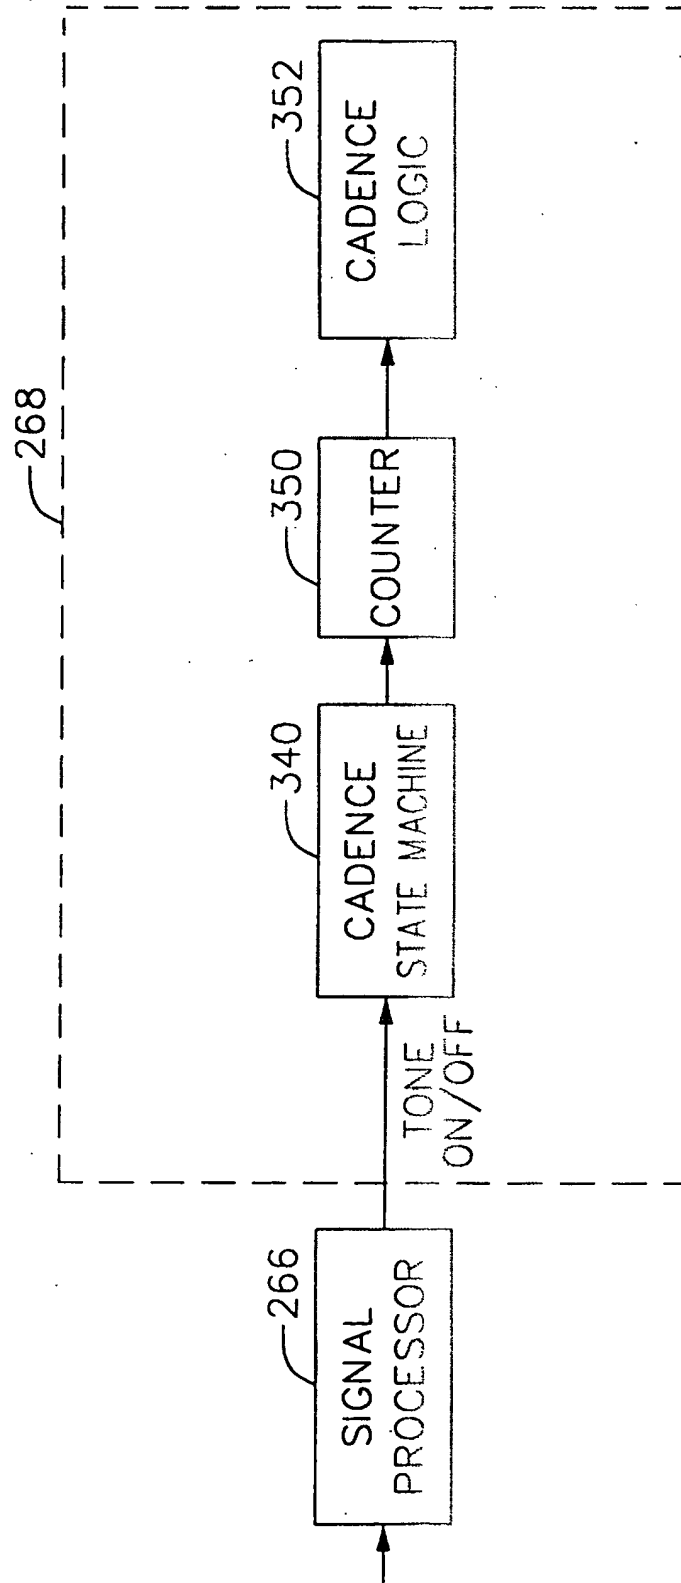 268
266
SIGNAL
PROCESSOR
TONE
ON/OFF
340
CADENCE
STATE MACHINE
350
COUNTER
352
CADENCE
LOGIC